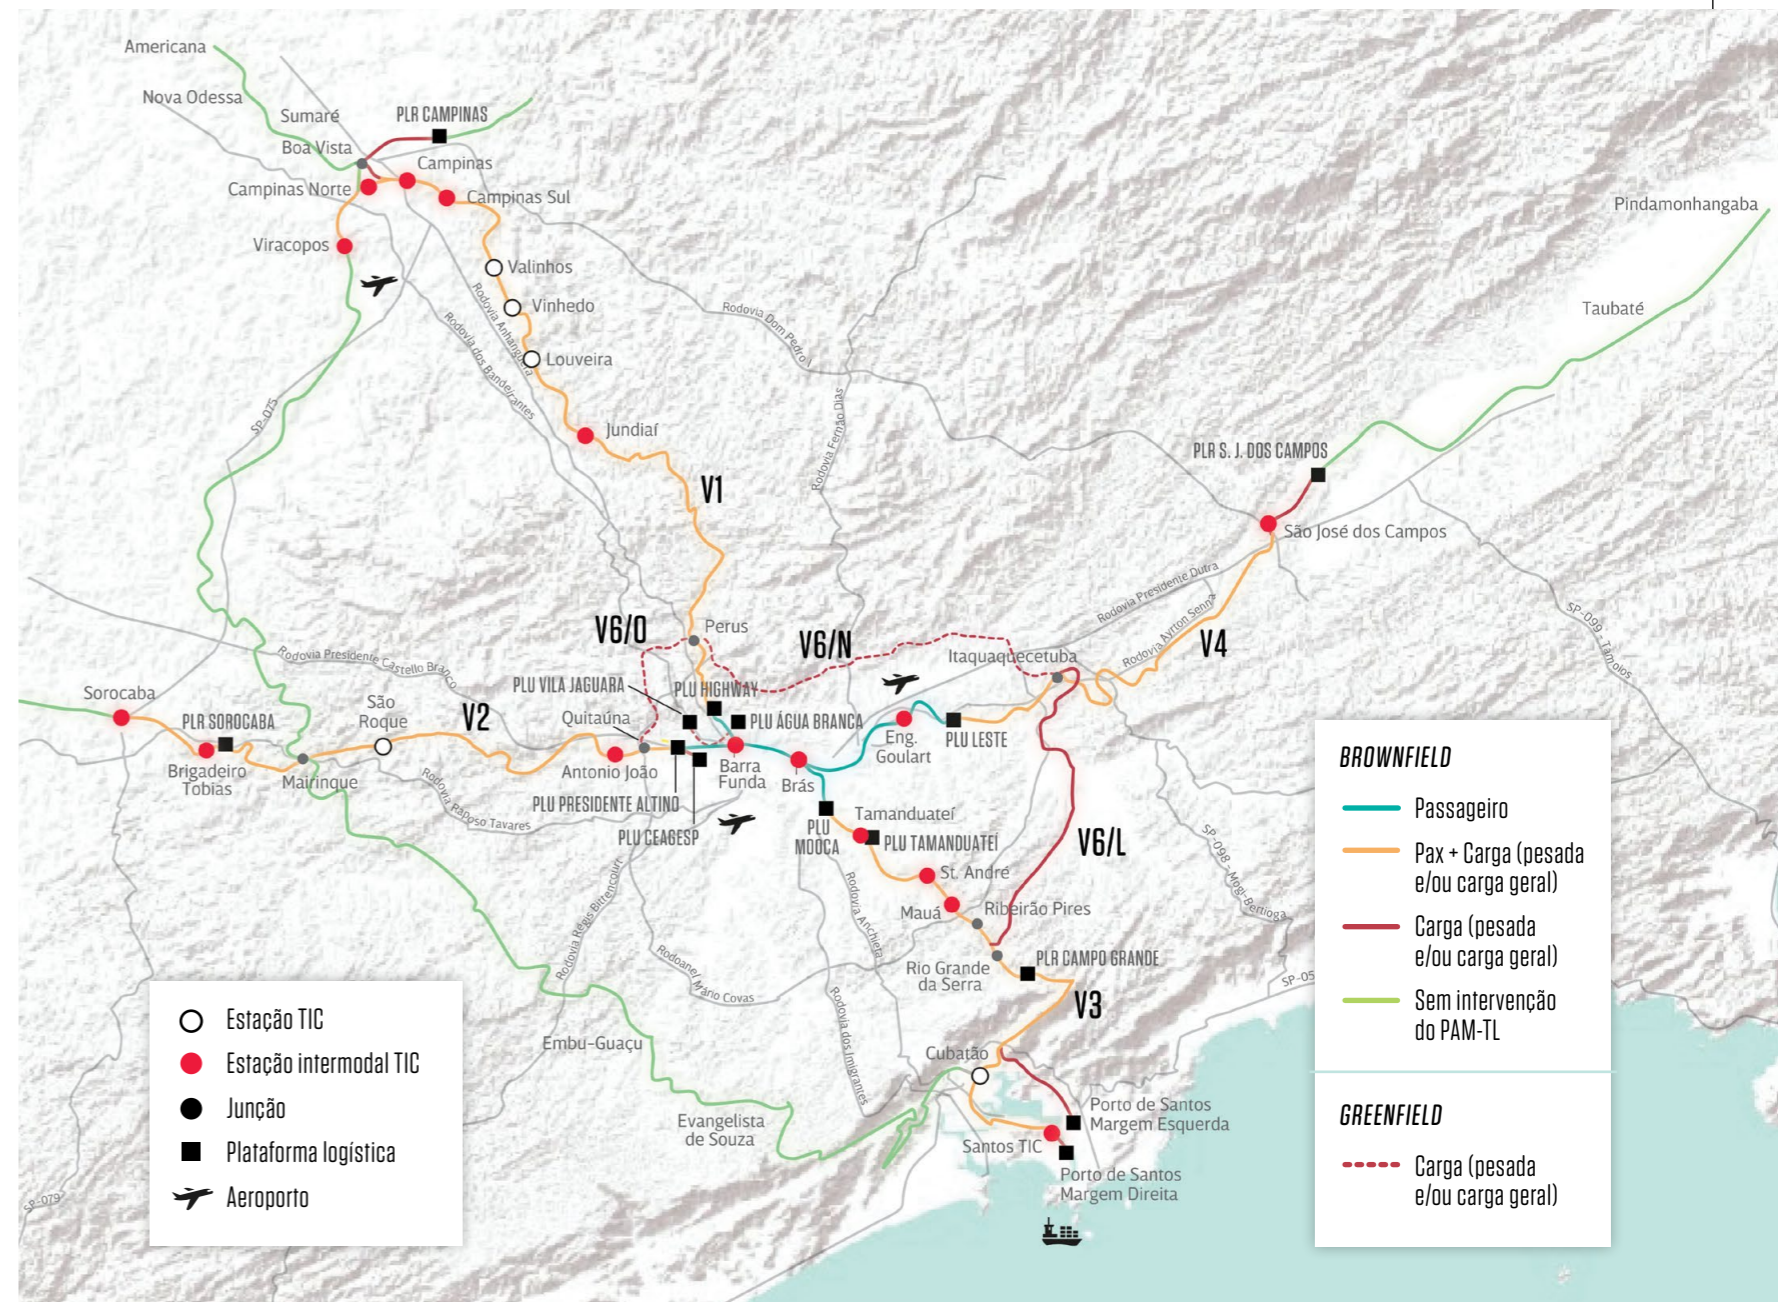 Americana
Nova Odessa
Sumaré
PLR CAMPINAS
Boa Vista
Campinas
Campinas Norte
Campinas Sul
Viracopos
Valinhos
Vinhedo
Louveira
Jundiaí
Rodovia Anhanguera
Rodovia dos Bandeirantes
Rodovia Dom Pedro I
Rodovia Fernão Dias
SP-075
Pindamonhangaba
Taubaté
PLR S. J. DOS CAMPOS
São José dos Campos
V1
Rodovia Presidente Dutra
Rodovia Ayrton Senna
SP-099 - Tamoios
V4
V6/O
Perus
V6/N
Itaquaquecetuba
Rodovia Presidente Castello Branco
PLU VILA JAGUARA
PLU HIGHWAY
Sorocaba
PLR SOROCABA
São
Roque
V2
Quitaúna
PLU ÁGUA BRANCA
Eng.
Goulart
PLU LESTE
Brigadeiro
Tobias
Mairinque
Antonio João
Barra
Funda
Brás
PLU PRESIDENTE ALTINO
PLU CEAGESP
Rodovia Raposo Tavares
PLU
MOÓCA
Tamanduateí
PLU TAMANDUATEÍ
V6/L
St. André
Mauá
Ribeirão Pires
SP-098 - Mogi-Bertioga
Rodovia Régis Bittencourt
Rodoanel Mário Covas
Rodovia Anchieta
Rio Grande
da Serra
PLR CAMPO GRANDE
SP-05
V3
Rodovia dos Imigrantes
Embu-Guaçu
Cubatão
Evangelista
de Souza
Porto de Santos
Margem Esquerda
Santos TIC
Porto de Santos
Margem Direita
SP-079
Estação TIC
Estação intermodal TIC
Junção
Plataforma logística
Aeroporto
BROWNFIELD
Passageiro
Pax + Carga (pesada
e/ou carga geral)
Carga (pesada
e/ou carga geral)
Sem intervenção
do PAM-TL
GREENFIELD
Carga (pesada
e/ou carga geral)